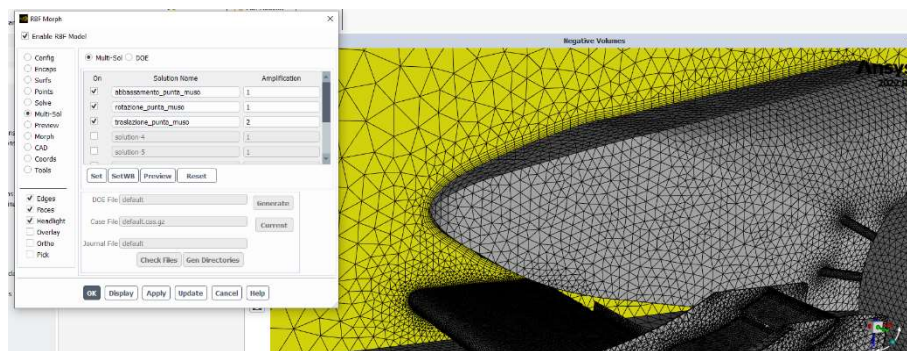 RBF Morph
Enable RBF Model
Config
Encaps
Surfs
Points
Solve
Multi-Sol
Preview
Morph
CAD
Coords
Tools
Edges
Faces
Headlight
Overlay
Ortho
Pick
Multi-Sol DOE
On Solution Name Amplification
abbassamento_punta_muso 1
rotazione_punta_muso 1
traslazione_punta_muso 2
solution-4 1
solution-5 1
Set SetWB Preview Reset
DOE File default Generate
Case File default.cas.gz Current
Journal File default
Check Files Gen Directories
OK Display Apply Update Cancel Help
Negative Volumes